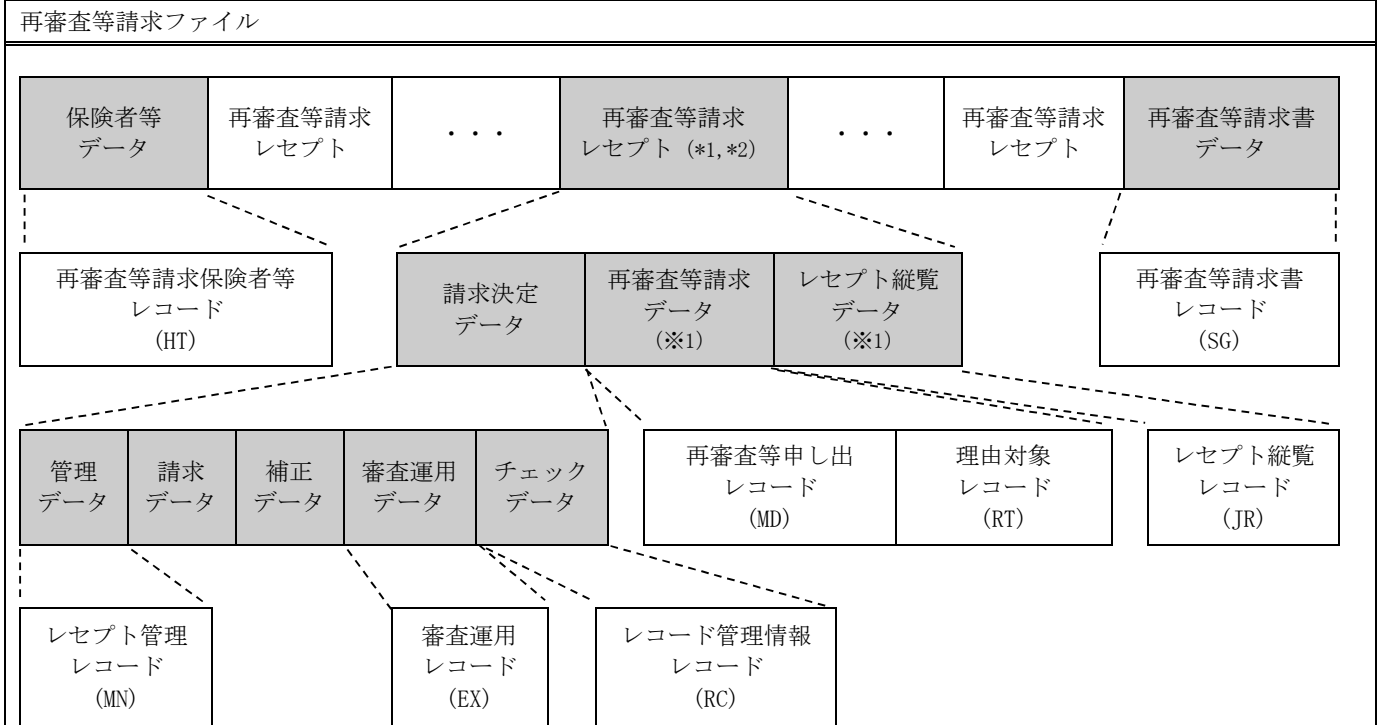 再審査等請求ファイル
保険者等
データ
再審査等請求
レセプト
・・・
再審査等請求
レセプト (*1,*2)
・・・
再審査等請求
レセプト
再審査等請求書
データ
再審査等請求保険者等
レコード
(HT)
請求決定
データ
再審査等請求
データ
(※1)
レセプト縦覧
データ
(※1)
再審査等請求書
レコード
(SG)
管理
データ
請求
データ
補正
データ
審査運用
データ
チェック
データ
再審査等申し出
レコード
(MD)
理由対象
レコード
(RT)
レセプト縦覧
レコード
(JR)
レセプト管理
レコード
(MN)
審査運用
レコード
(EX)
レコード管理情報
レコード
(RC)